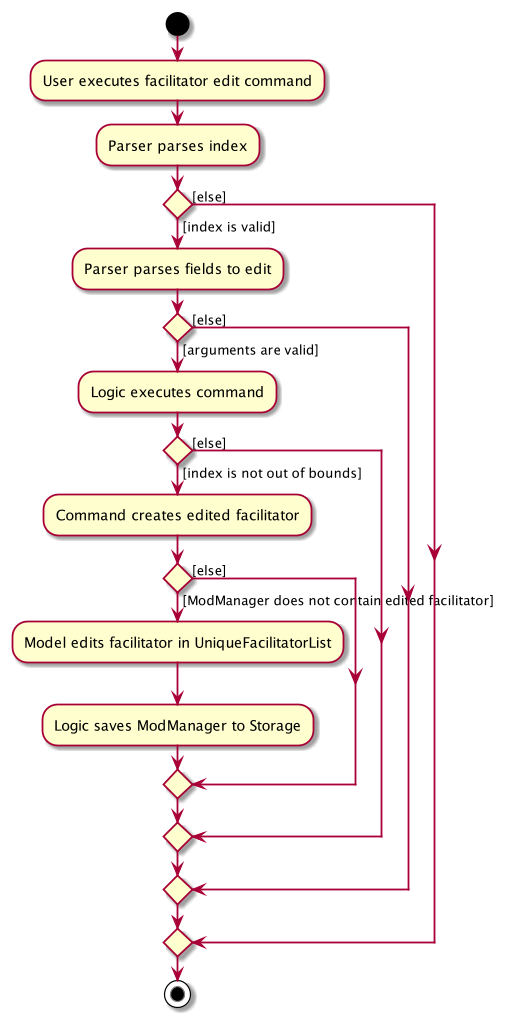 User executes facilitator edit command
Parser parses index
[else]
[index is valid]
Parser parses fields to edit
[else]
[arguments are valid]
Logic executes command
[else]
[index is not out of bounds]
Command creates edited facilitator
[else]
[ModManager does not contain edited facilitator]
Model edits facilitator in UniqueFacilitatorList
Logic saves ModManager to Storage